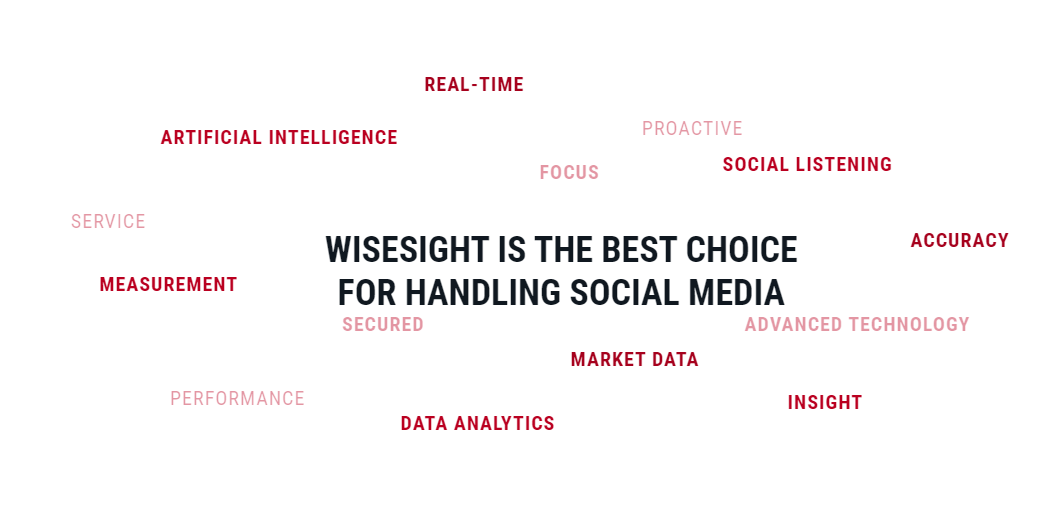 REAL-TIME
PROACTIVE
ARTIFICIAL INTELLIGENCE
SOCIAL LISTENING
FOCUS
SERVICE
ACCURACY
WISESIGHT IS THE BEST CHOICE
FOR HANDLING SOCIAL MEDIA
MEASUREMENT
SECURED
ADVANCED TECHNOLOGY
MARKET DATA
PERFORMANCE
INSIGHT
DATA ANALYTICS